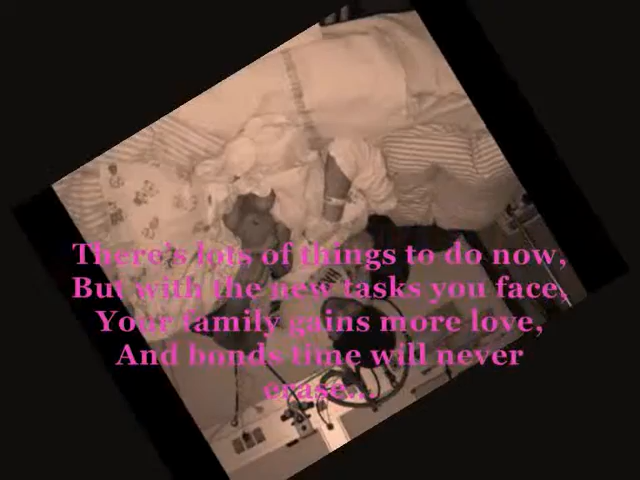 There's lots of things to do now,
But with the new tasks you face,
Your family gains more love,
And bonds time will never
erase...